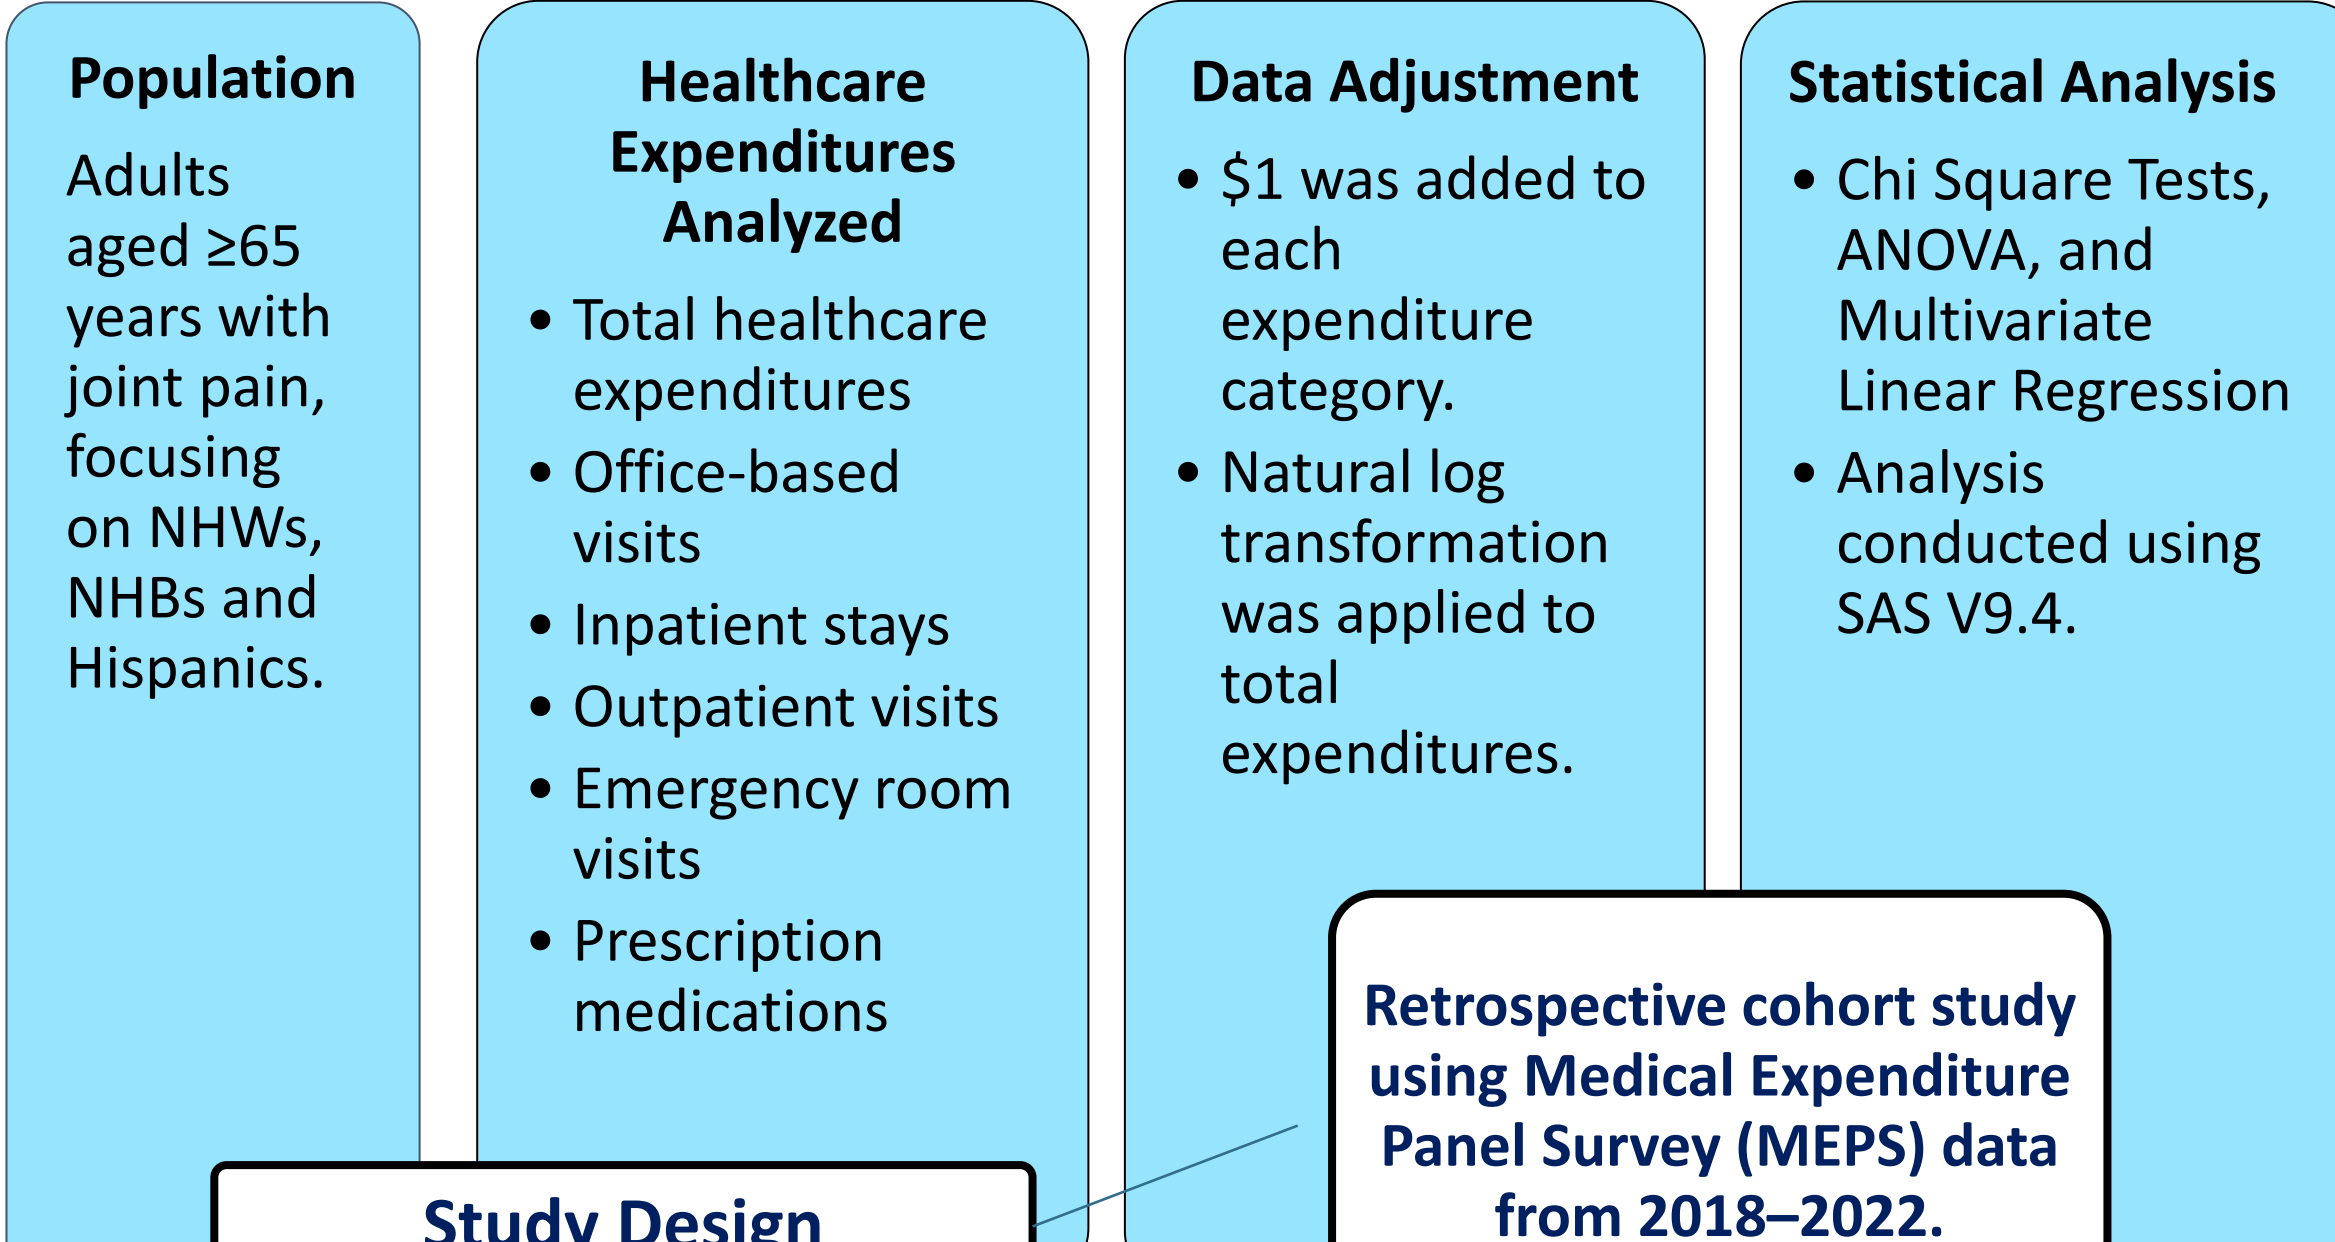 Population
Adults
aged ≥65
years with
joint pain,
focusing
on NHWs,
NHBs and
Hispanics.
Healthcare
Expenditures
Analyzed
• Total healthcare
expenditures
• Office-based
visits
• Inpatient stays
• Outpatient visits
• Emergency room
visits
• Prescription
medications
Data Adjustment
• $1 was added to
each
expenditure
category.
• Natural log
transformation
was applied to
total
expenditures.
Statistical Analysis
• Chi Square Tests,
ANOVA, and
Multivariate
Linear Regression
• Analysis
conducted using
SAS V9.4.
Study Design
Retrospective cohort study
using Medical Expenditure
Panel Survey (MEPS) data
from 2018–2022.